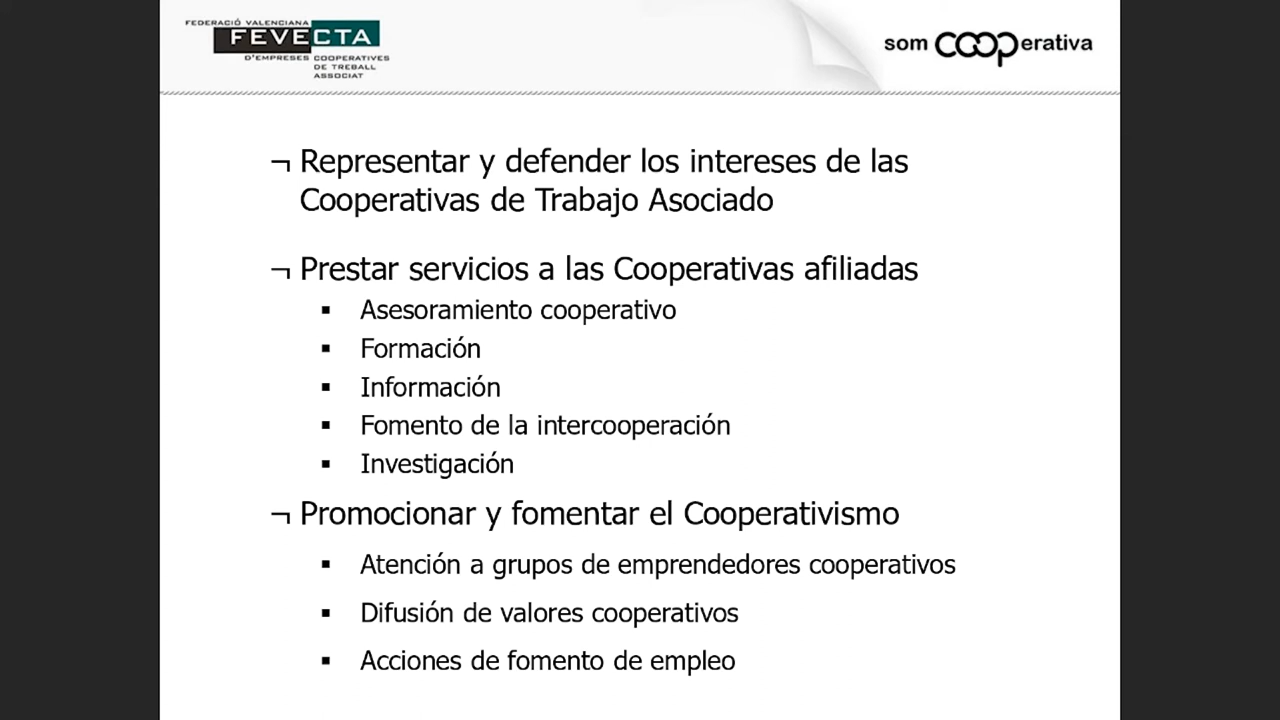 FEDERACIÓ VALENCIANA
FEVECTA
D'EMPRESES COOPERATIVES
DE TREBALL
ASSOCIAT
som COOperativa
¬ Representar y defender los intereses de las
Cooperativas de Trabajo Asociado
¬ Prestar servicios a las Cooperativas afiliadas
▪ Asesoramiento cooperativo
▪ Formación
▪ Información
▪ Fomento de la intercooperación
▪ Investigación
¬ Promocionar y fomentar el Cooperativismo
▪ Atención a grupos de emprendedores cooperativos
▪ Difusión de valores cooperativos
▪ Acciones de fomento de empleo